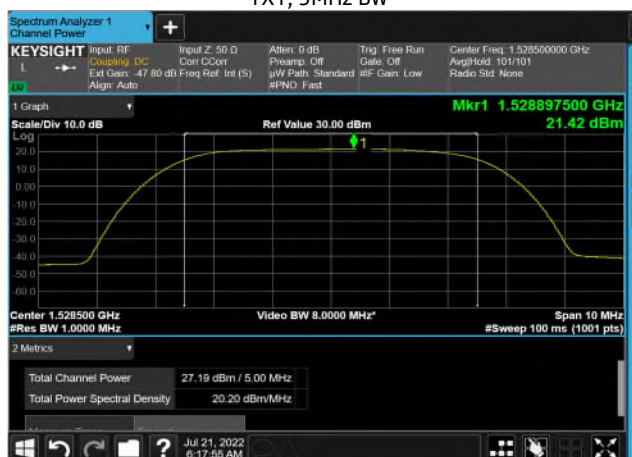 TX1, 5MHz BW
Spectrum Analyzer 1
Channel Power
+
KEYSIGHT Input: RF Input Z: 50 Ω Atten: 0 dB Trig: Free Run Center Freq: 1.528500000 GHz
L Coupling: DC Corr CCorr Preamp: Off Gate: Off Avg|Hold: 101/101
Ext Gain: -47.80 dB Freq Ref: Int (S) µW Path: Standard #IF Gain: Low Radio Std: None
LXI Align: Auto #PNO: Fast
1 Graph
Mkr1 1.528897500 GHz
Scale/Div 10.0 dB Ref Value 30.00 dBm 21.42 dBm
Log
1
20.0
10.0
0.00
-10.0
-20.0
-30.0
-40.0
-50.0
-60.0
Center 1.528500 GHz Video BW 8.0000 MHz* Span 10 MHz
#Res BW 1.0000 MHz #Sweep 100 ms (1001 pts)
2 Metrics
Total Channel Power 27.19 dBm / 5.00 MHz
Total Power Spectral Density 20.20 dBm/MHz
? Jul 21, 2022
6:17:55 AM